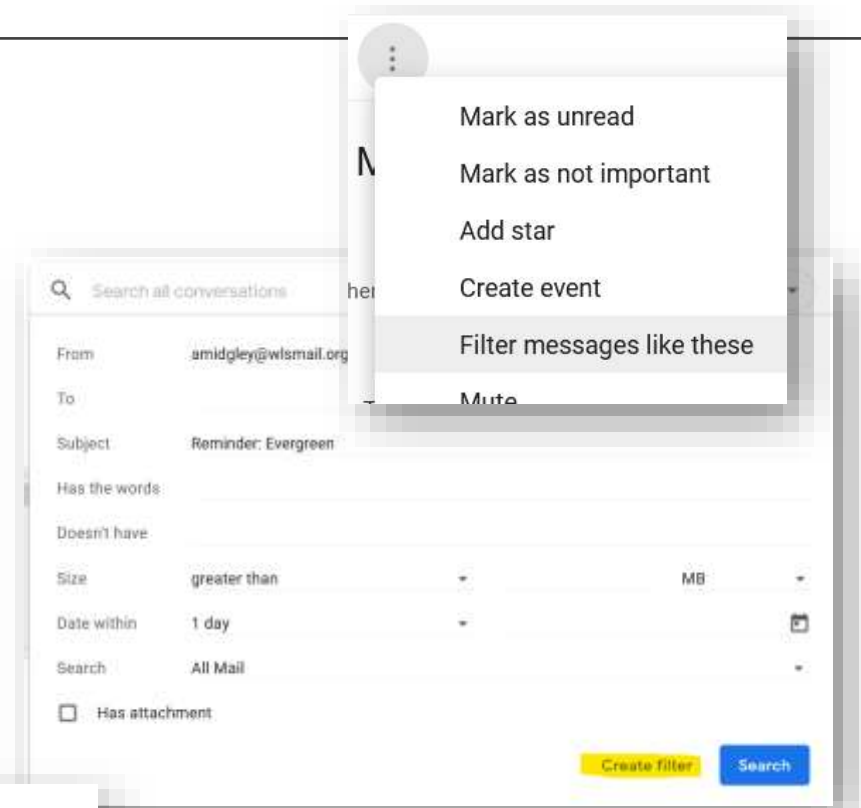 Mark as unread
Mark as not important
Add star
Create event
Filter messages like these
Mute
M
Search all conversations her
From amidgley@wlsmail.org
To
Subject Reminder: Evergreen
Has the words
Doesn't have
Size greater than MB
Date within 1 day
Search All Mail
Has attachment
Create filter Search